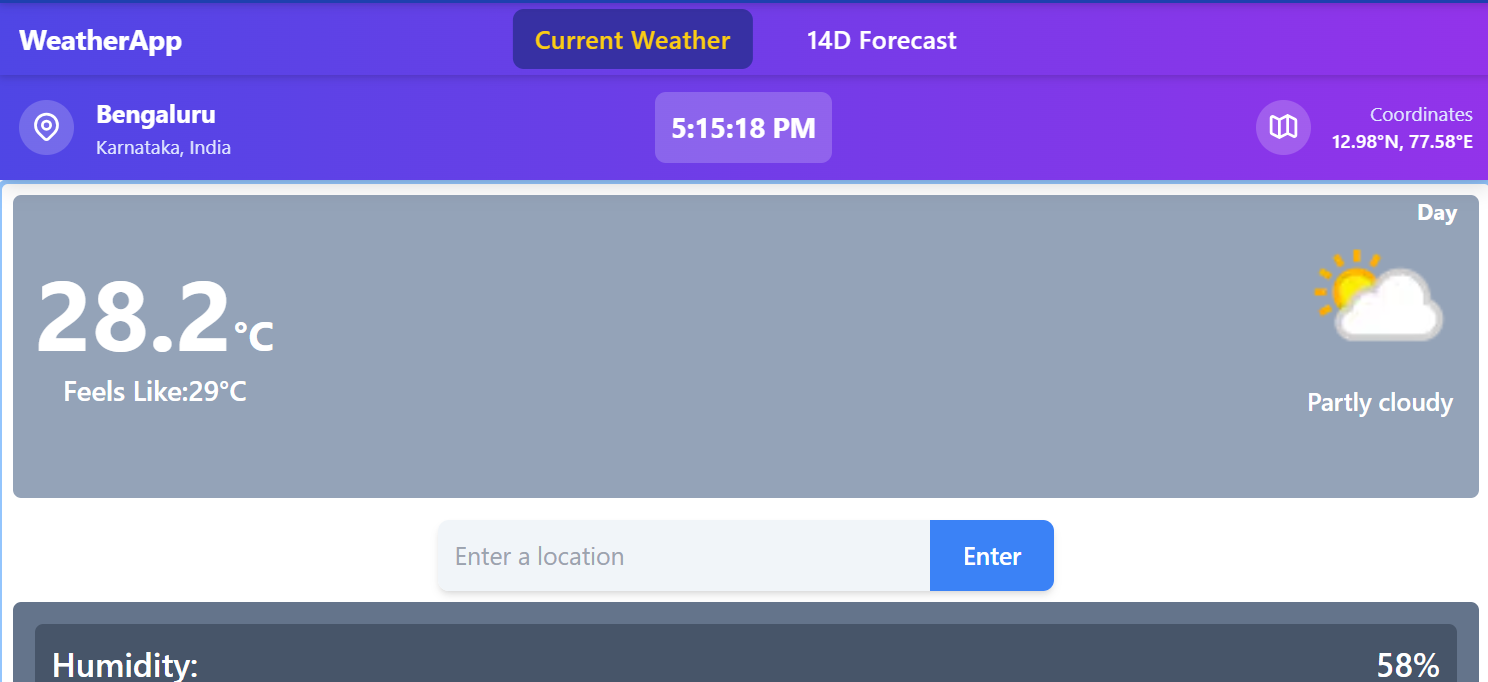 WeatherApp
Current Weather
14D Forecast
Bengaluru
Karnataka, India
5:15:18 PM
Coordinates
12.98°N, 77.58°E
Day
28.2°C
Feels Like:29°C
Partly cloudy
Enter a location
Enter
Humidity:
58%